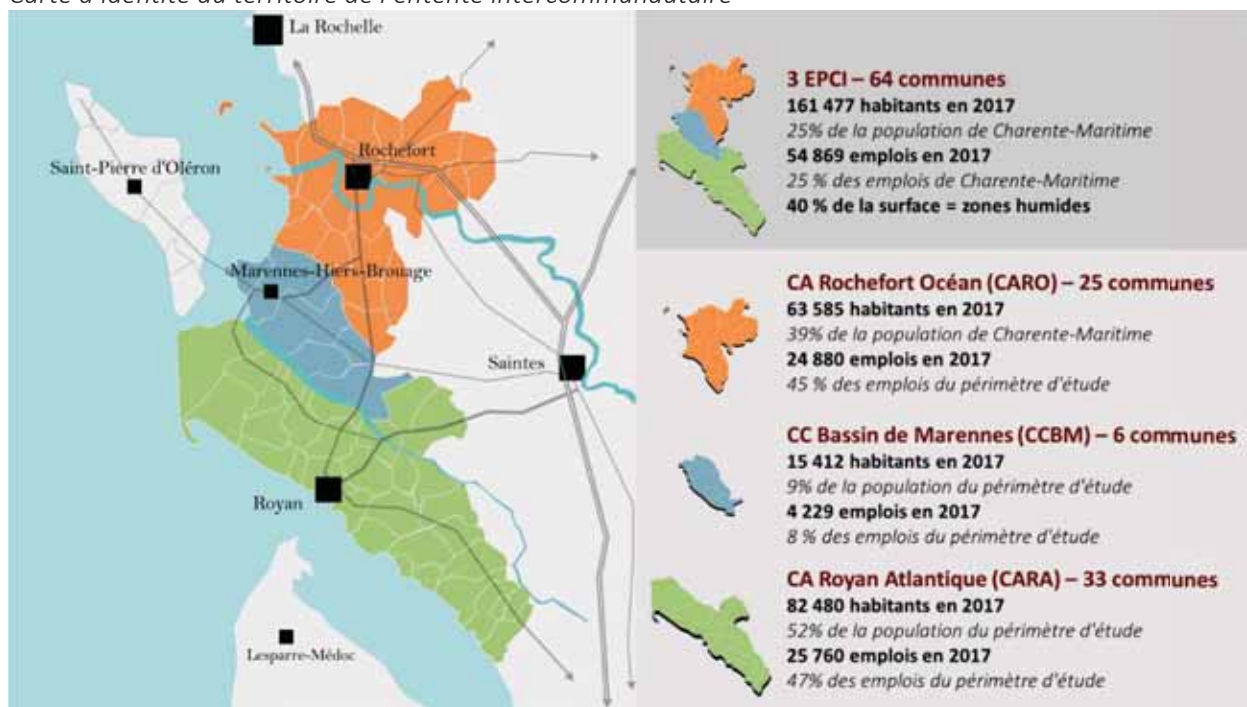 Carte d'identité du territoire de l'entente intercommunautaire
La Rochelle
Rochefort
Saint-Pierre d'Oléron
Marennes-Hiers-Brouage
Saintes
Royan
Lesparre-Médoc
3 EPCI – 64 communes
161 477 habitants en 2017
25% de la population de Charente-Maritime
54 869 emplois en 2017
25 % des emplois de Charente-Maritime
40 % de la surface = zones humides
CA Rochefort Océan (CARO) – 25 communes
63 585 habitants en 2017
39% de la population de Charente-Maritime
24 880 emplois en 2017
45 % des emplois du périmètre d'étude
CC Bassin de Marennes (CCBM) – 6 communes
15 412 habitants en 2017
9% de la population du périmètre d'étude
4 229 emplois en 2017
8 % des emplois du périmètre d'étude
CA Royan Atlantique (CARA) – 33 communes
82 480 habitants en 2017
52% de la population du périmètre d'étude
25 760 emplois en 2017
47% des emplois du périmètre d'étude